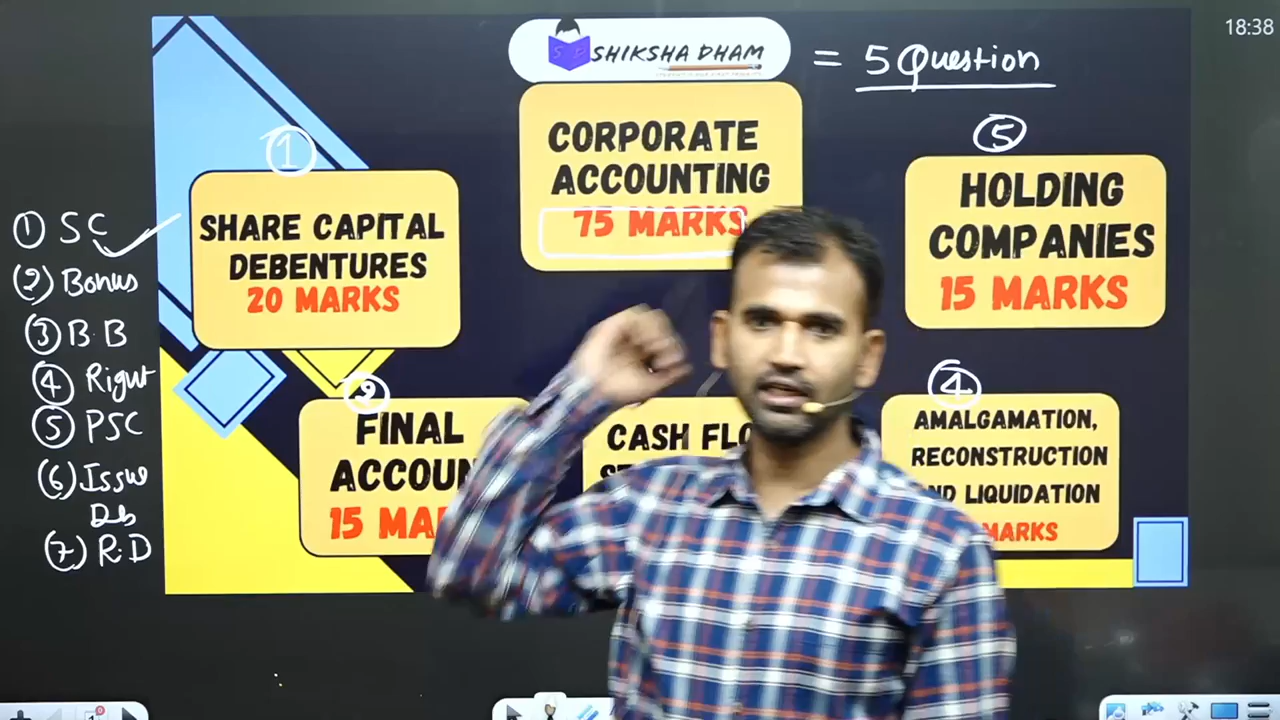 18:38
SHIKSHA DHAM
= 5 Question
CORPORATE
ACCOUNTING
75 MARKS
1
SHARE CAPITAL
DEBENTURES
20 MARKS
5
HOLDING
COMPANIES
15 MARKS
① SC
(2) Bonus
③ B.B
④ Right
⑤ PSC
(6) Issue
Db
(7) R.D
2
FINAL
ACCOUN
15 MA
CASH FLO
4
AMALGAMATION,
RECONSTRUCTION
ND LIQUIDATION
MARKS